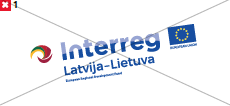 1
Interreg
EUROPEAN UNION
Latvija–Lietuva
European Regional Development Fund